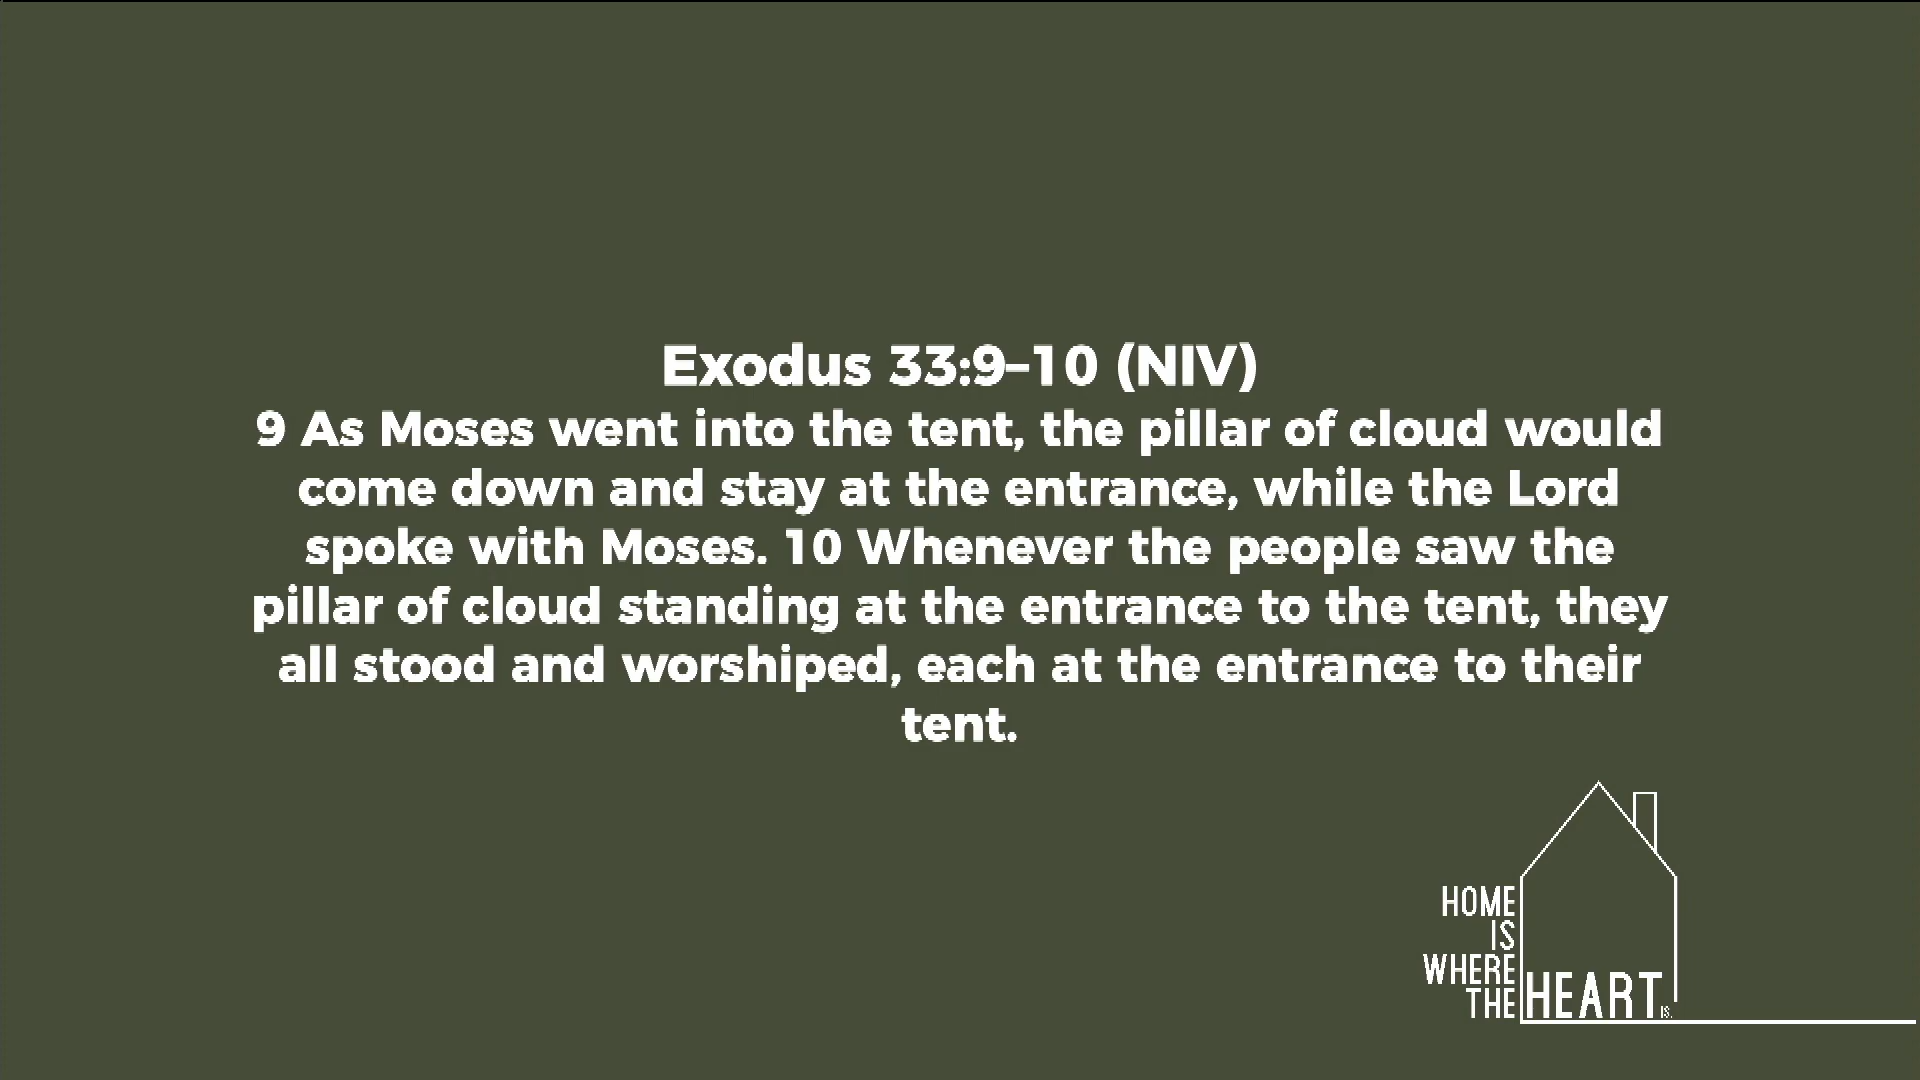 Exodus 33:9–10 (NIV)
9 As Moses went into the tent, the pillar of cloud would
come down and stay at the entrance, while the Lord
spoke with Moses. 10 Whenever the people saw the
pillar of cloud standing at the entrance to the tent, they
all stood and worshiped, each at the entrance to their
tent.
HOME
IS
WHERE
THE HEART IS.